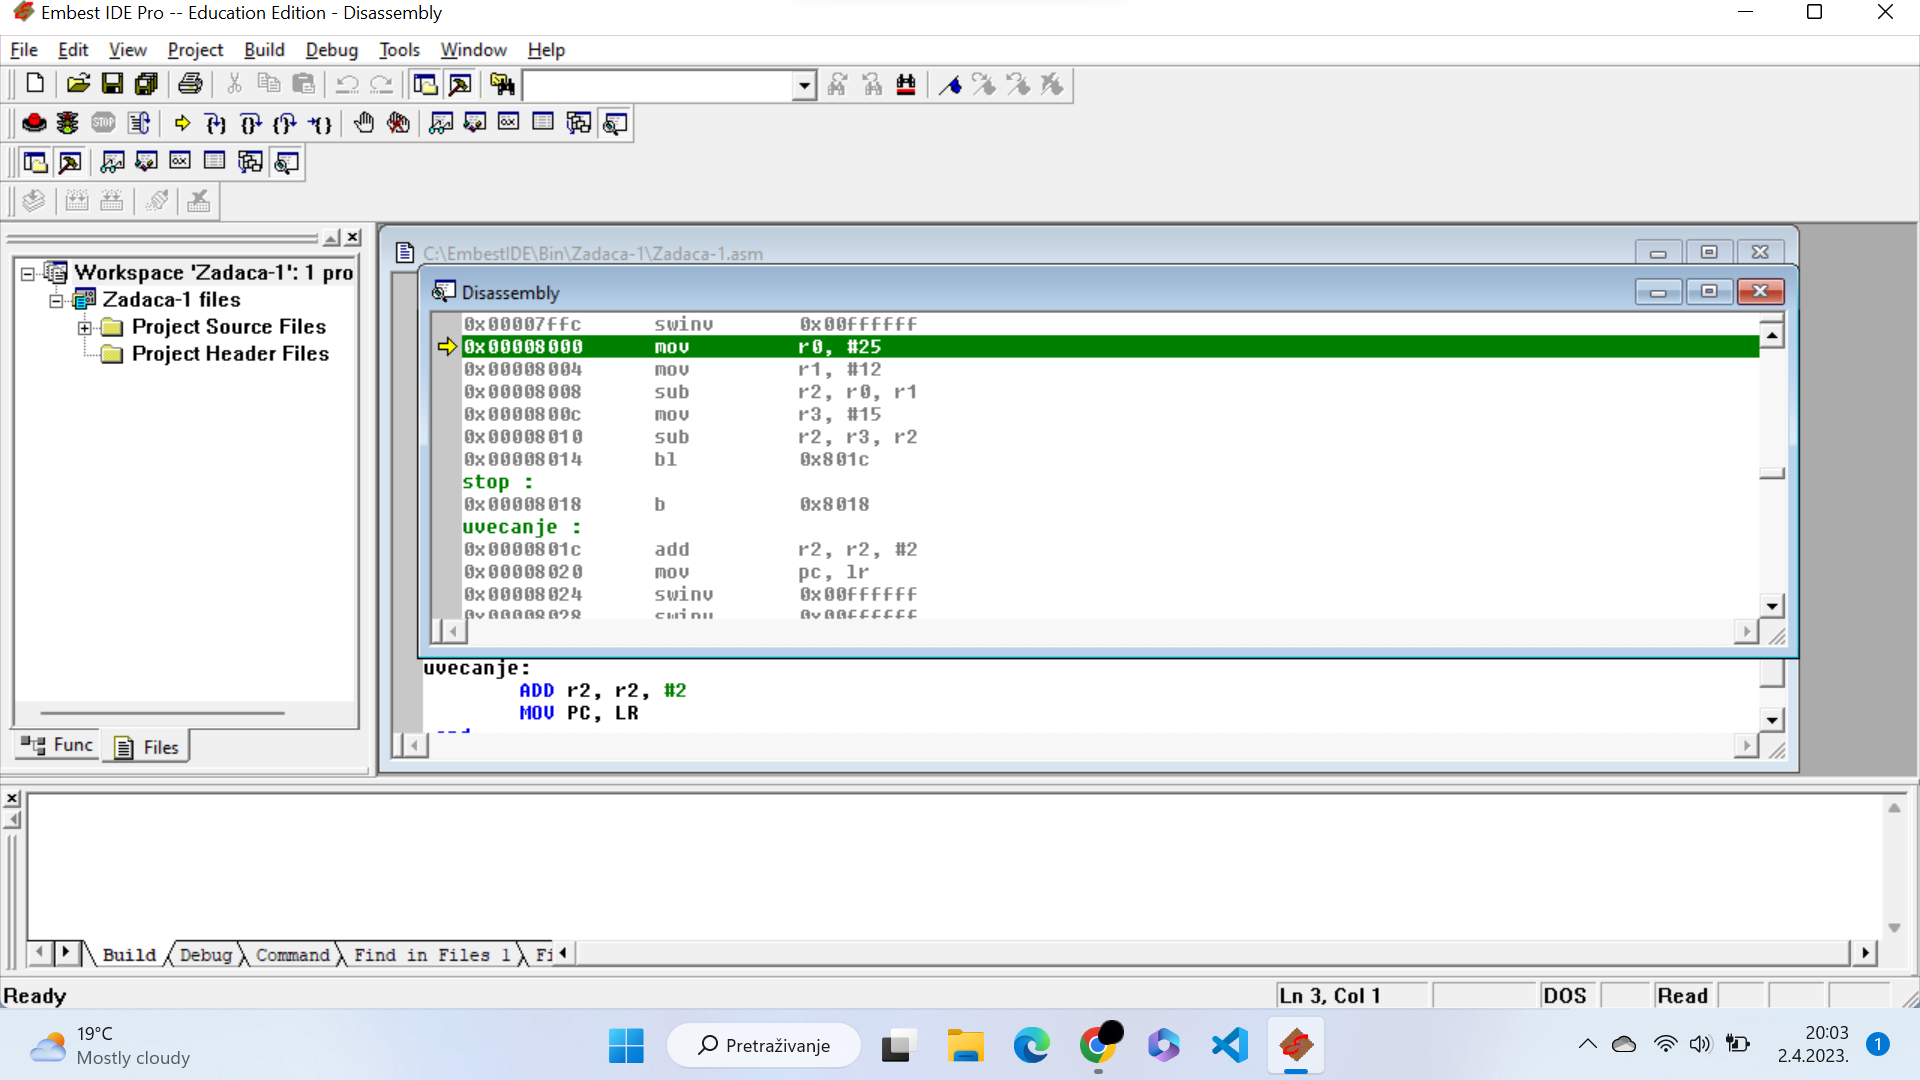 Embest IDE Pro -- Education Edition - Disassembly
File Edit View Project Build Debug Tools Window Help
STOP
Workspace 'Zadaca-1': 1 pro
Zadaca-1 files
Project Source Files
Project Header Files
Func Files
C:\EmbestIDE\Bin\Zadaca-1\Zadaca-1.asm
Disassembly
0x00007ffc swinv 0x00ffffff
0x00008000 mov r0, #25
0x00008004 mov r1, #12
0x00008008 sub r2, r0, r1
0x0000800c mov r3, #15
0x00008010 sub r2, r3, r2
0x00008014 bl 0x801c
stop :
0x00008018 b 0x8018
uvecanje :
0x0000801c add r2, r2, #2
0x00008020 mov pc, lr
0x00008024 swinv 0x00ffffff
0x00008028 swinv 0x00ffffff
uvecanje:
ADD r2, r2, #2
MOV PC, LR
Build Debug Command Find in Files 1 Fi
Ready
Ln 3, Col 1 DOS Read
19°C
Mostly cloudy
Pretraživanje
20:03
2.4.2023.
1